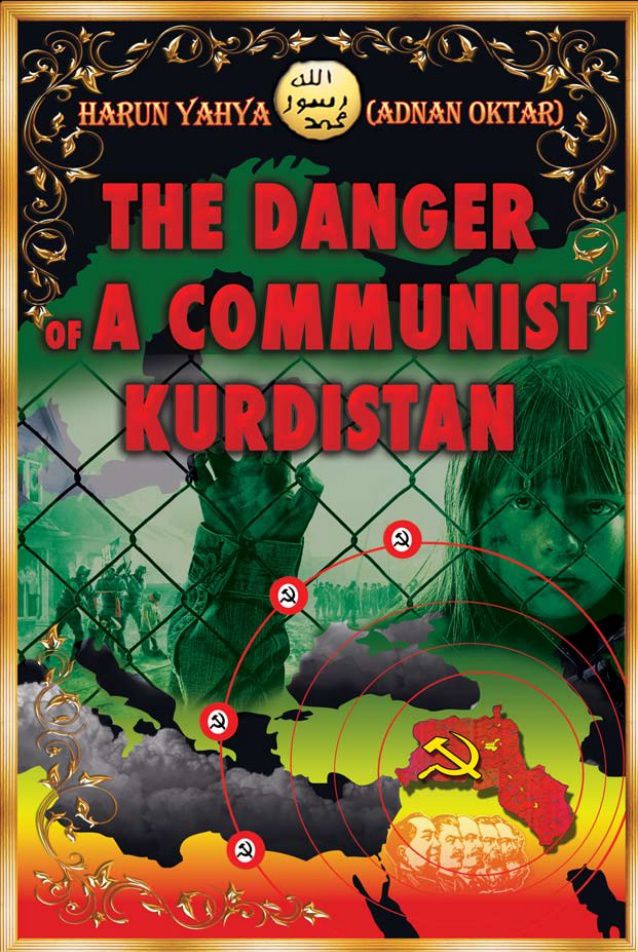 HARUN YAHYA (ADNAN OKTAR)
الله
رسول
محمد
THE DANGER
OF A COMMUNIST
KURDISTAN